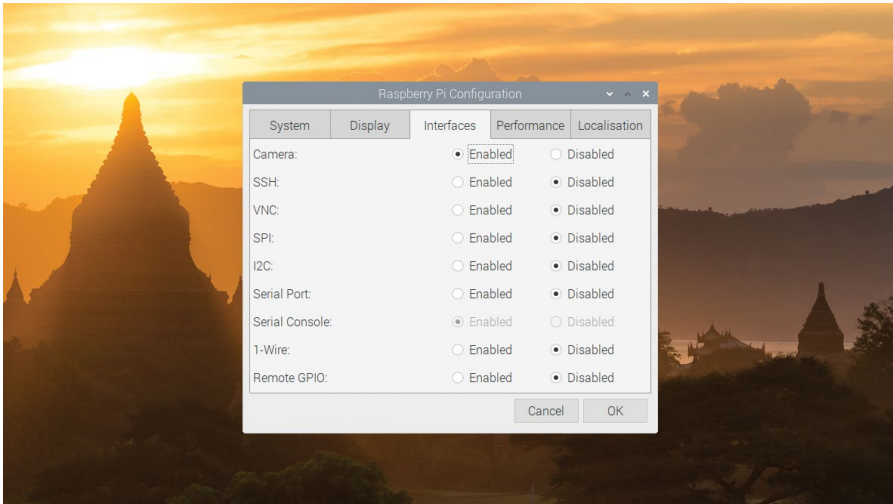 Raspberry Pi Configuration
System Display Interfaces Performance Localisation
Camera: Enabled Disabled
SSH: Enabled Disabled
VNC: Enabled Disabled
SPI: Enabled Disabled
I2C: Enabled Disabled
Serial Port: Enabled Disabled
Serial Console: Enabled Disabled
1-Wire: Enabled Disabled
Remote GPIO: Enabled Disabled
Cancel OK